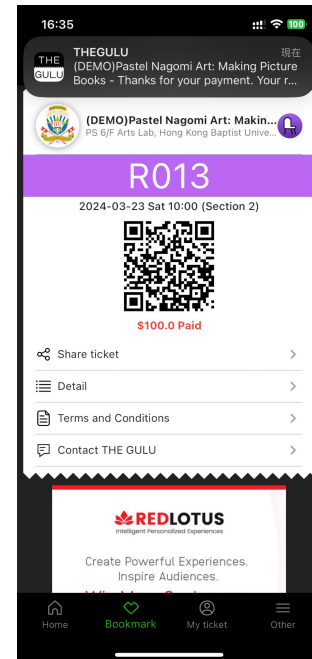 16:35
100
THE
GULU
THEGULU
現在
(DEMO)Pastel Nagomi Art: Making Picture
Books - Thanks for your payment. Your r...
(DEMO)Pastel Nagomi Art: Makin...
PS 6/F Arts Lab, Hong Kong Baptist Unive...
R013
2024-03-23 Sat 10:00 (Section 2)
$100.0 Paid
Share ticket
Detail
Terms and Conditions
Contact THE GULU
REDLOTUS
Intelligent Personalized Experiences
Create Powerful Experiences.
Inspire Audiences.
Home
Bookmark
My ticket
Other